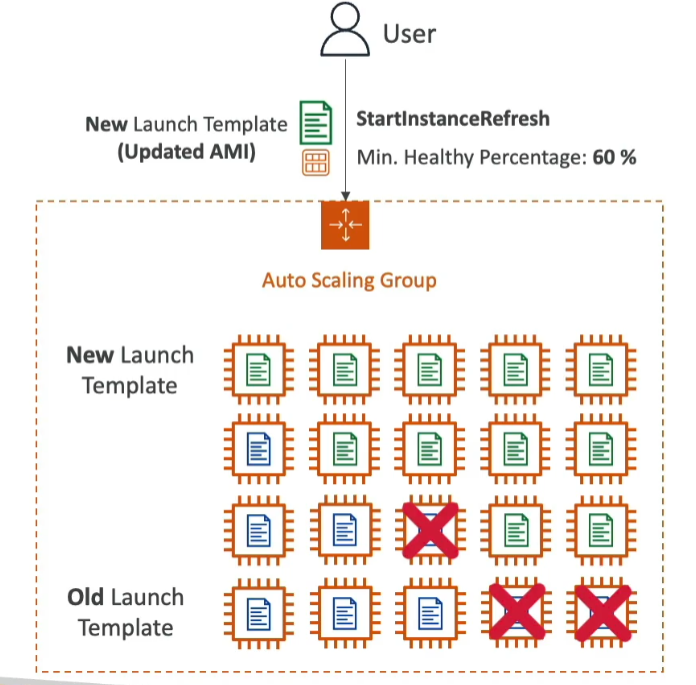 User
New Launch Template
(Updated AMI)
StartInstanceRefresh
Min. Healthy Percentage: 60 %
Auto Scaling Group
New Launch
Template
Old Launch
Template